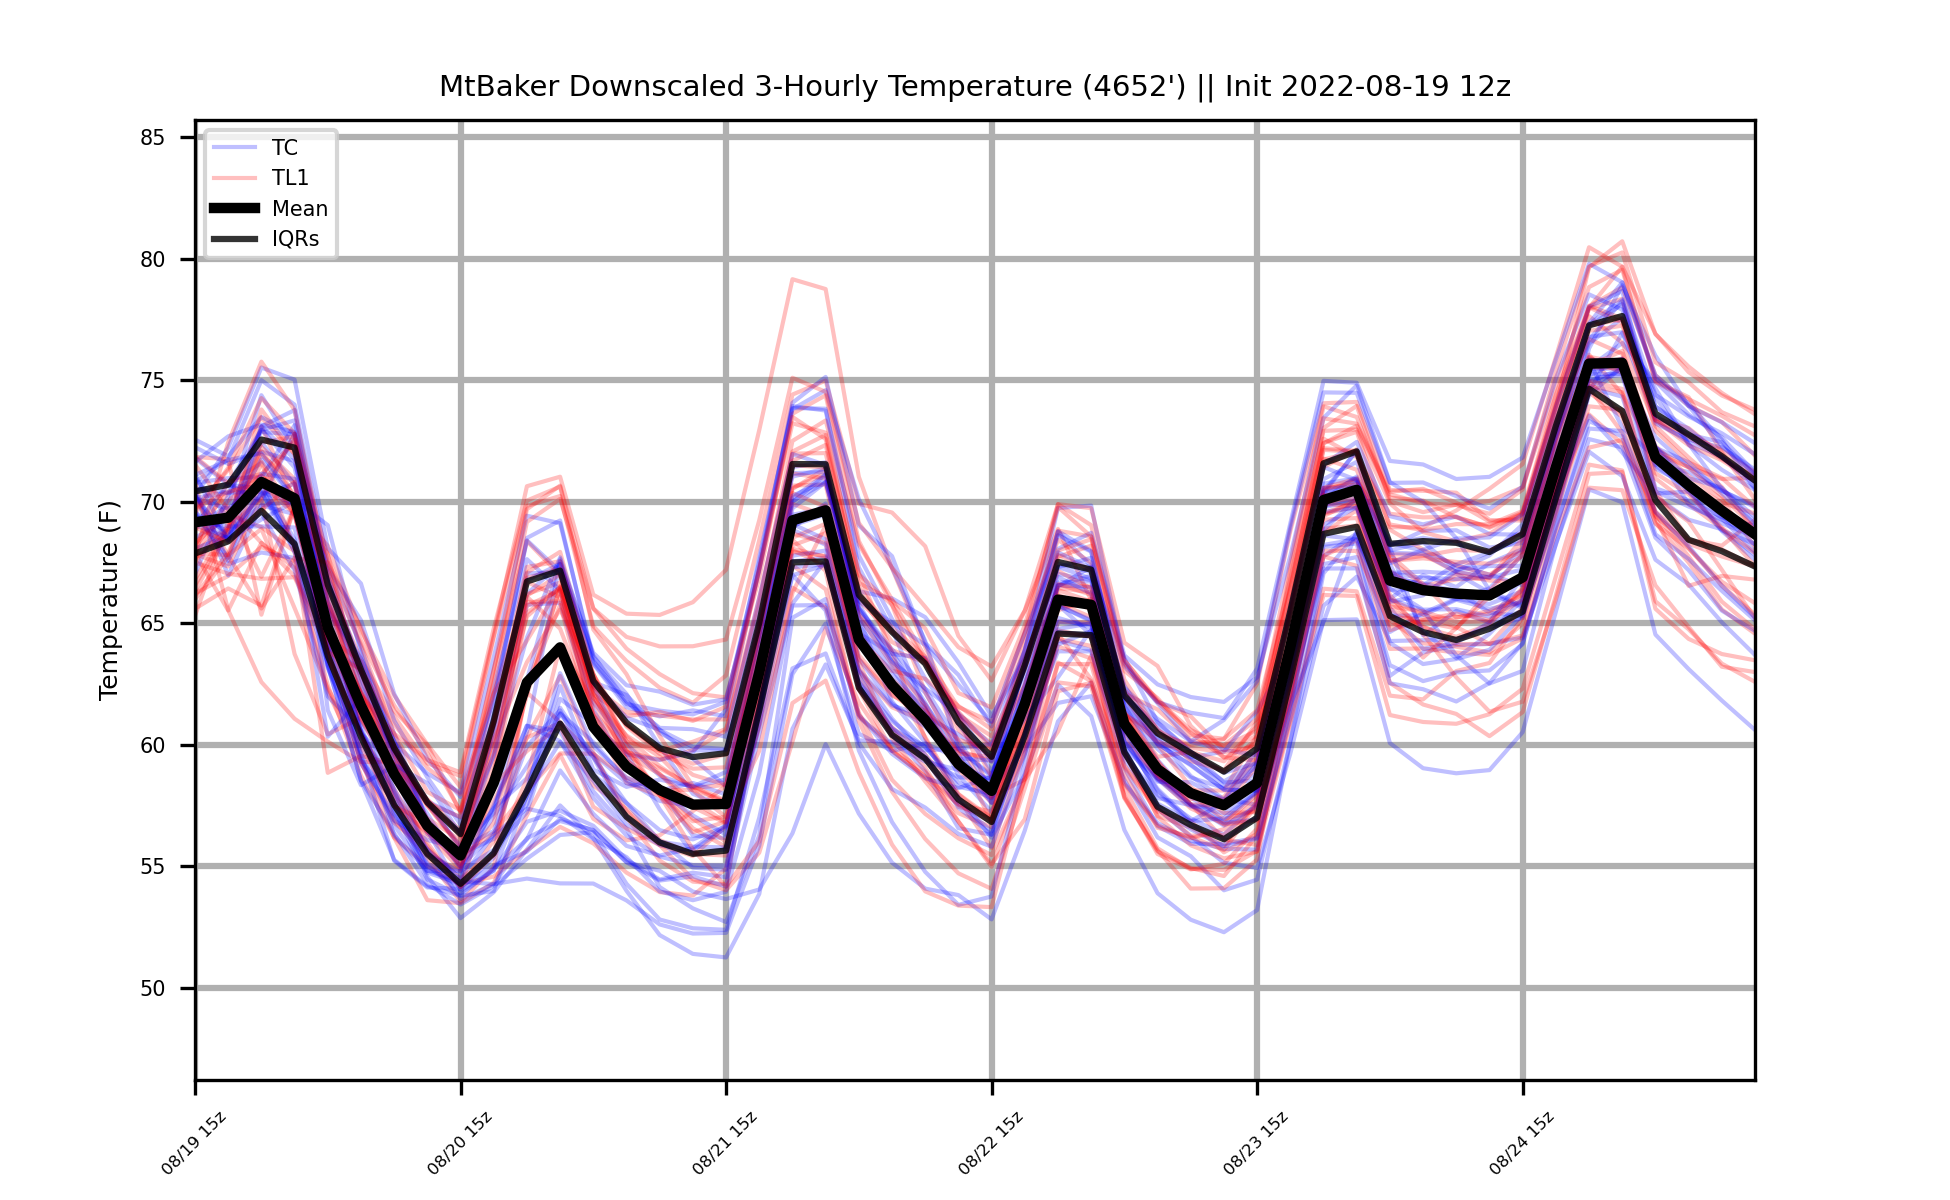 MtBaker Downscaled 3-Hourly Temperature (4652') || Init 2022-08-19 12z
TC
TL1
Mean
IQRs
Temperature (F)
85
80
75
70
65
60
55
50
08/19 15z
08/20 15z
08/21 15z
08/22 15z
08/23 15z
08/24 15z